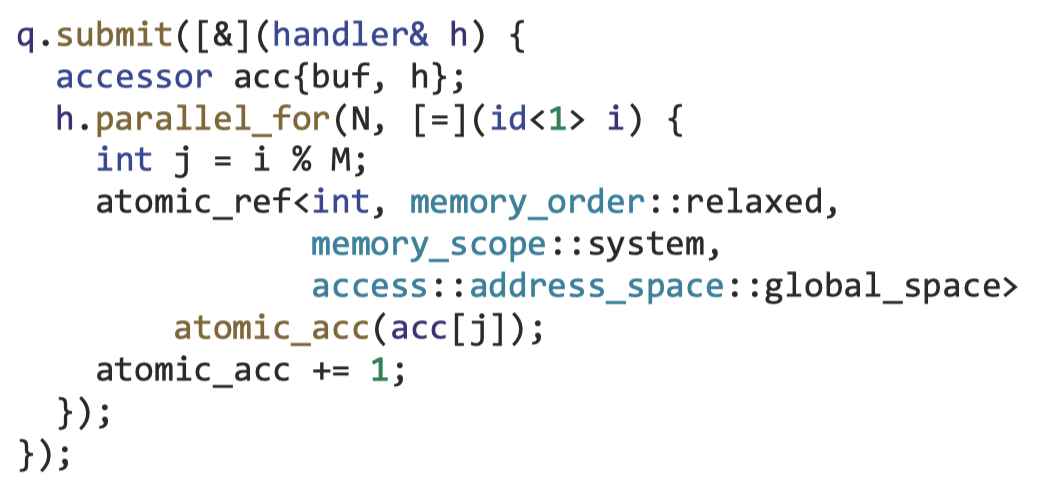 q.submit([&](handler& h) {
  accessor acc{buf, h};
  h.parallel_for(N, [=](id<1> i) {
    int j = i % M;
    atomic_ref<int, memory_order::relaxed,
               memory_scope::system,
               access::address_space::global_space>
        atomic_acc(acc[j]);
    atomic_acc += 1;
  });
});